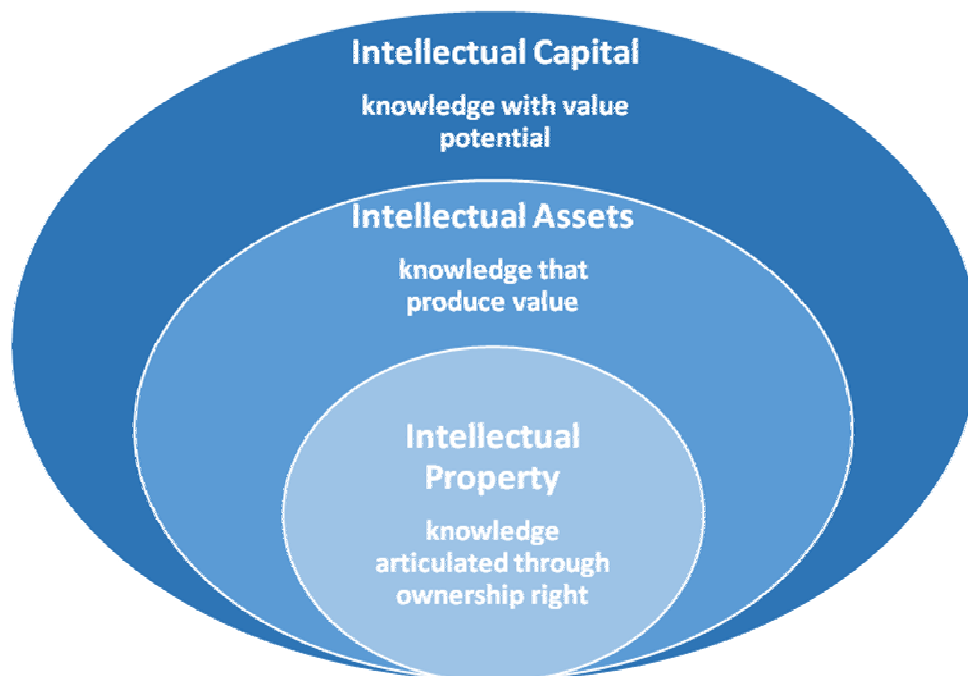 Intellectual Capital
knowledge with value
potential
Intellectual Assets
knowledge that
produce value
Intellectual
Property
knowledge
articulated through
ownership right